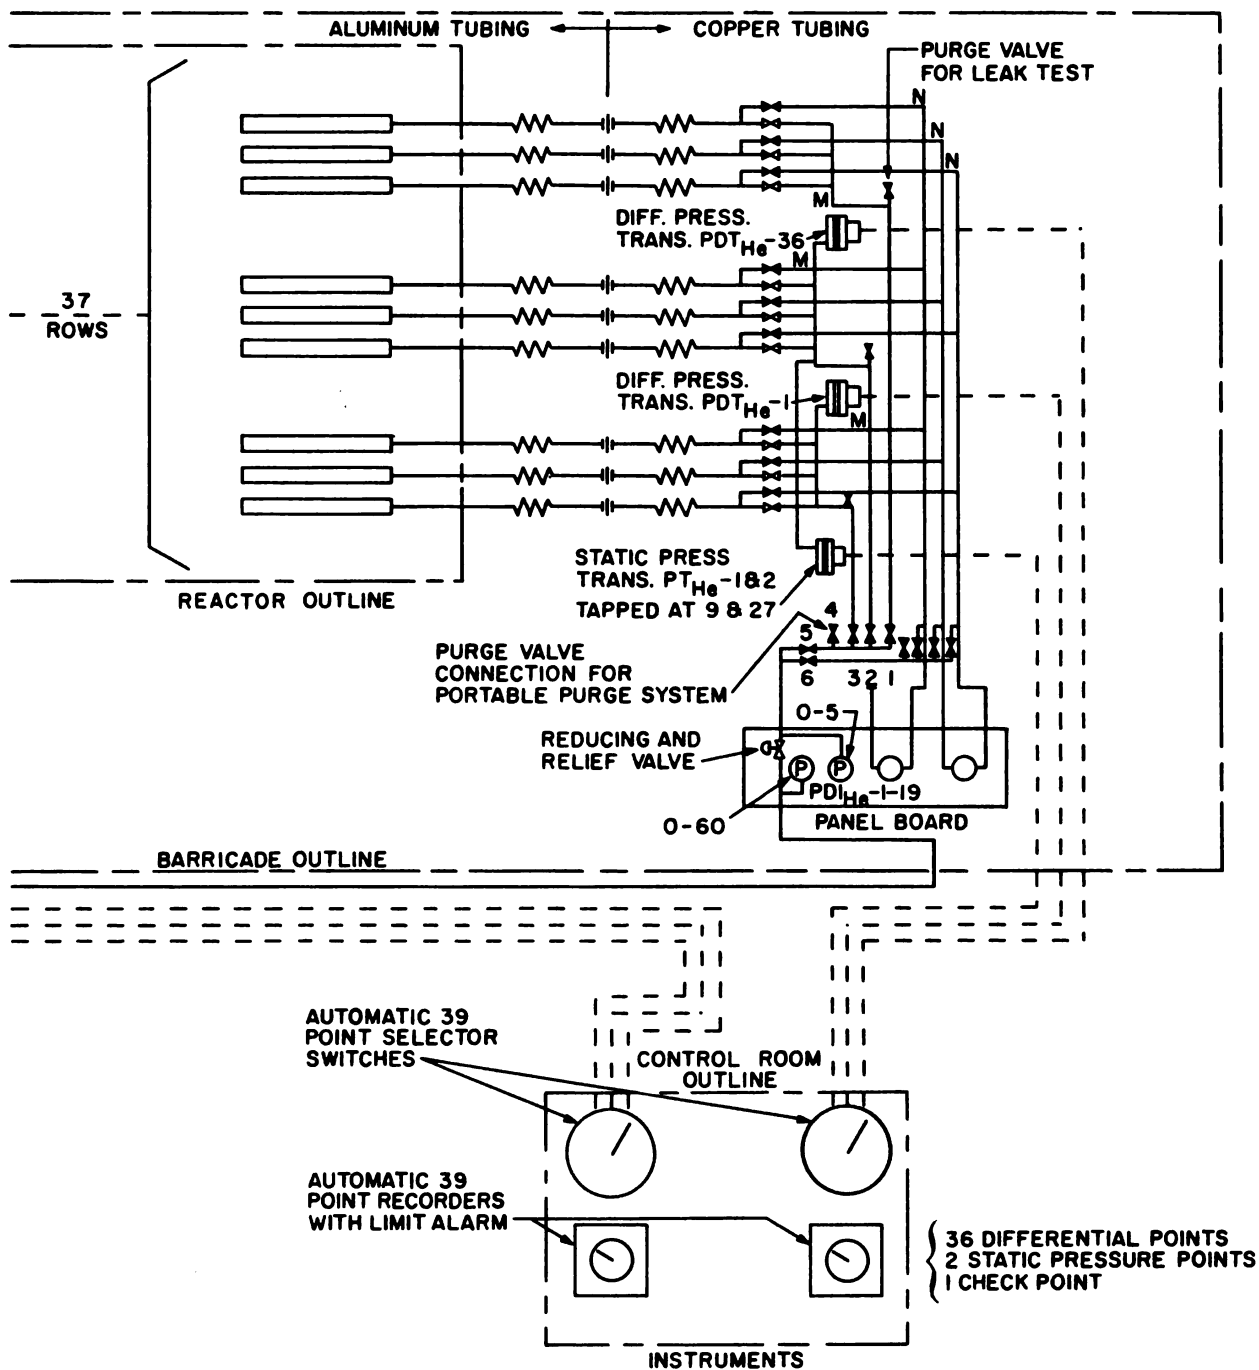 ALUMINUM TUBING
COPPER TUBING
PURGE VALVE
FOR LEAK TEST
N
N
N
M
DIFF. PRESS.
TRANS. PDTHe-36
M
37
ROWS
DIFF. PRESS.
TRANS. PDTHe-1
M
STATIC PRESS
TRANS. PTHe-1&2
TAPPED AT 9 & 27
REACTOR OUTLINE
4
5
PURGE VALVE
CONNECTION FOR
PORTABLE PURGE SYSTEM
6
3 2 1
0-5
REDUCING AND
RELIEF VALVE
P
P
PDIHe-1-19
0-60
PANEL BOARD
BARRICADE OUTLINE
AUTOMATIC 39
POINT SELECTOR
SWITCHES
CONTROL ROOM
OUTLINE
AUTOMATIC 39
POINT RECORDERS
WITH LIMIT ALARM
36 DIFFERENTIAL POINTS
2 STATIC PRESSURE POINTS
1 CHECK POINT
INSTRUMENTS